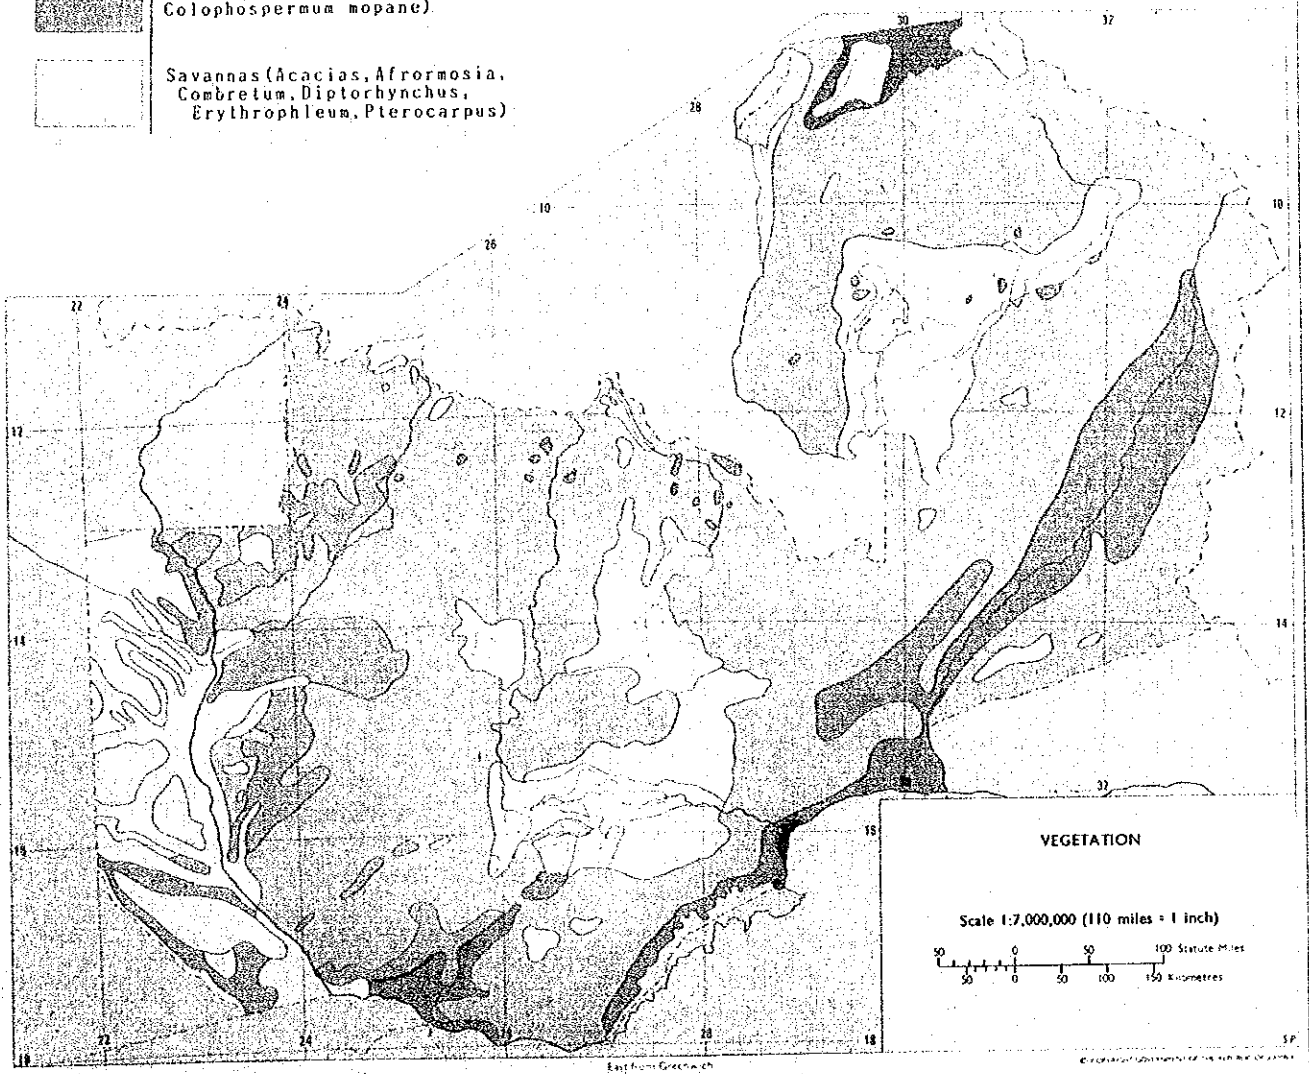 Colophospermum mopane)
Savannas(Acacias,Afrormosia,
Combretum,Diptorhynchus,
Erythrophleum,Pterocarpus)
30
32
28
10
10
26
22
24
12
12
14
14
32
16
16
VEGETATION
Scale 1:7,000,000 (110 miles = 1 inch)
50 0 50 100 Statute Miles
50 0 50 100 150 Kilometres
22
24
26
28
18
18
East from Greenwich
S P